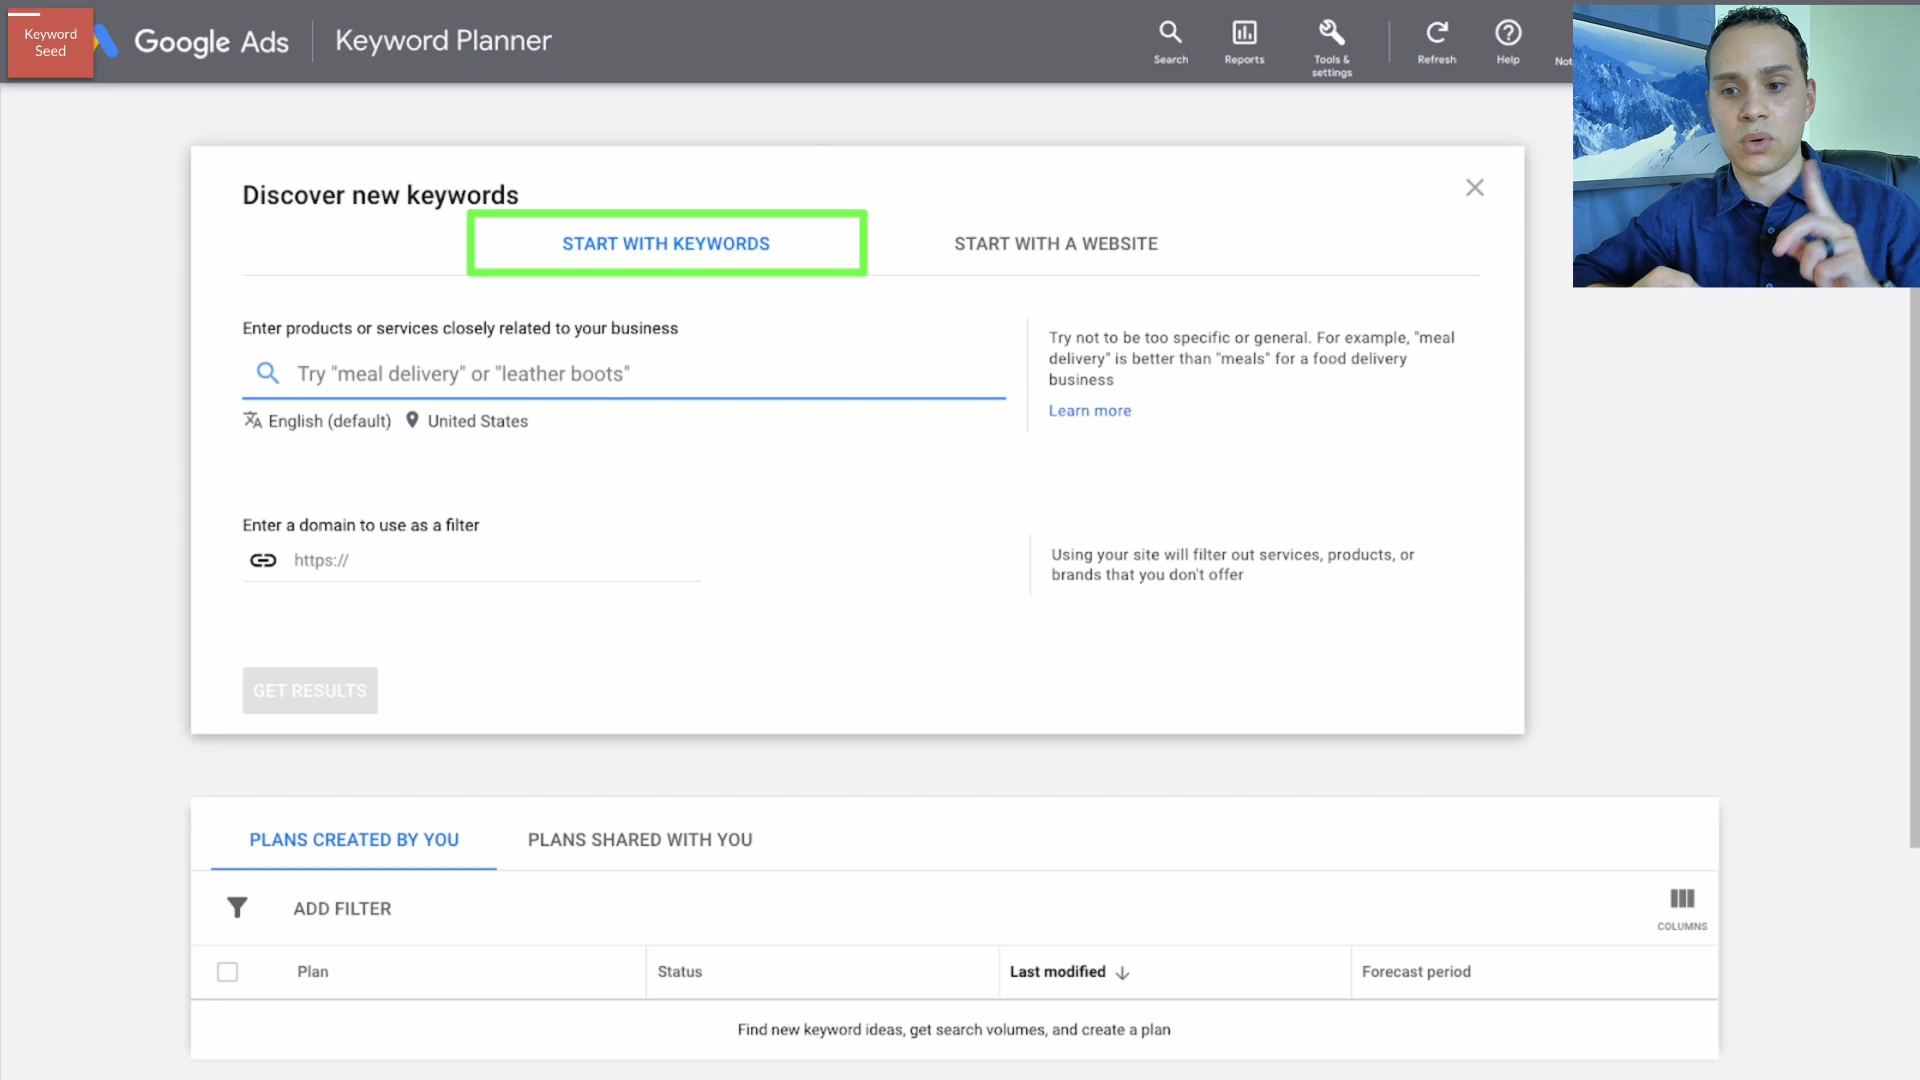 Keyword
Seed
Google Ads
Keyword Planner
Search
Reports
Tools &
settings
Refresh
Help
Not
Discover new keywords
START WITH KEYWORDS
START WITH A WEBSITE
Enter products or services closely related to your business
Try "meal delivery" or "leather boots"
English (default)
United States
Try not to be too specific or general. For example, "meal
delivery" is better than "meals" for a food delivery
business
Learn more
Enter a domain to use as a filter
https://
Using your site will filter out services, products, or
brands that you don't offer
GET RESULTS
PLANS CREATED BY YOU
PLANS SHARED WITH YOU
ADD FILTER
COLUMNS
Plan
Status
Last modified
Forecast period
Find new keyword ideas, get search volumes, and create a plan